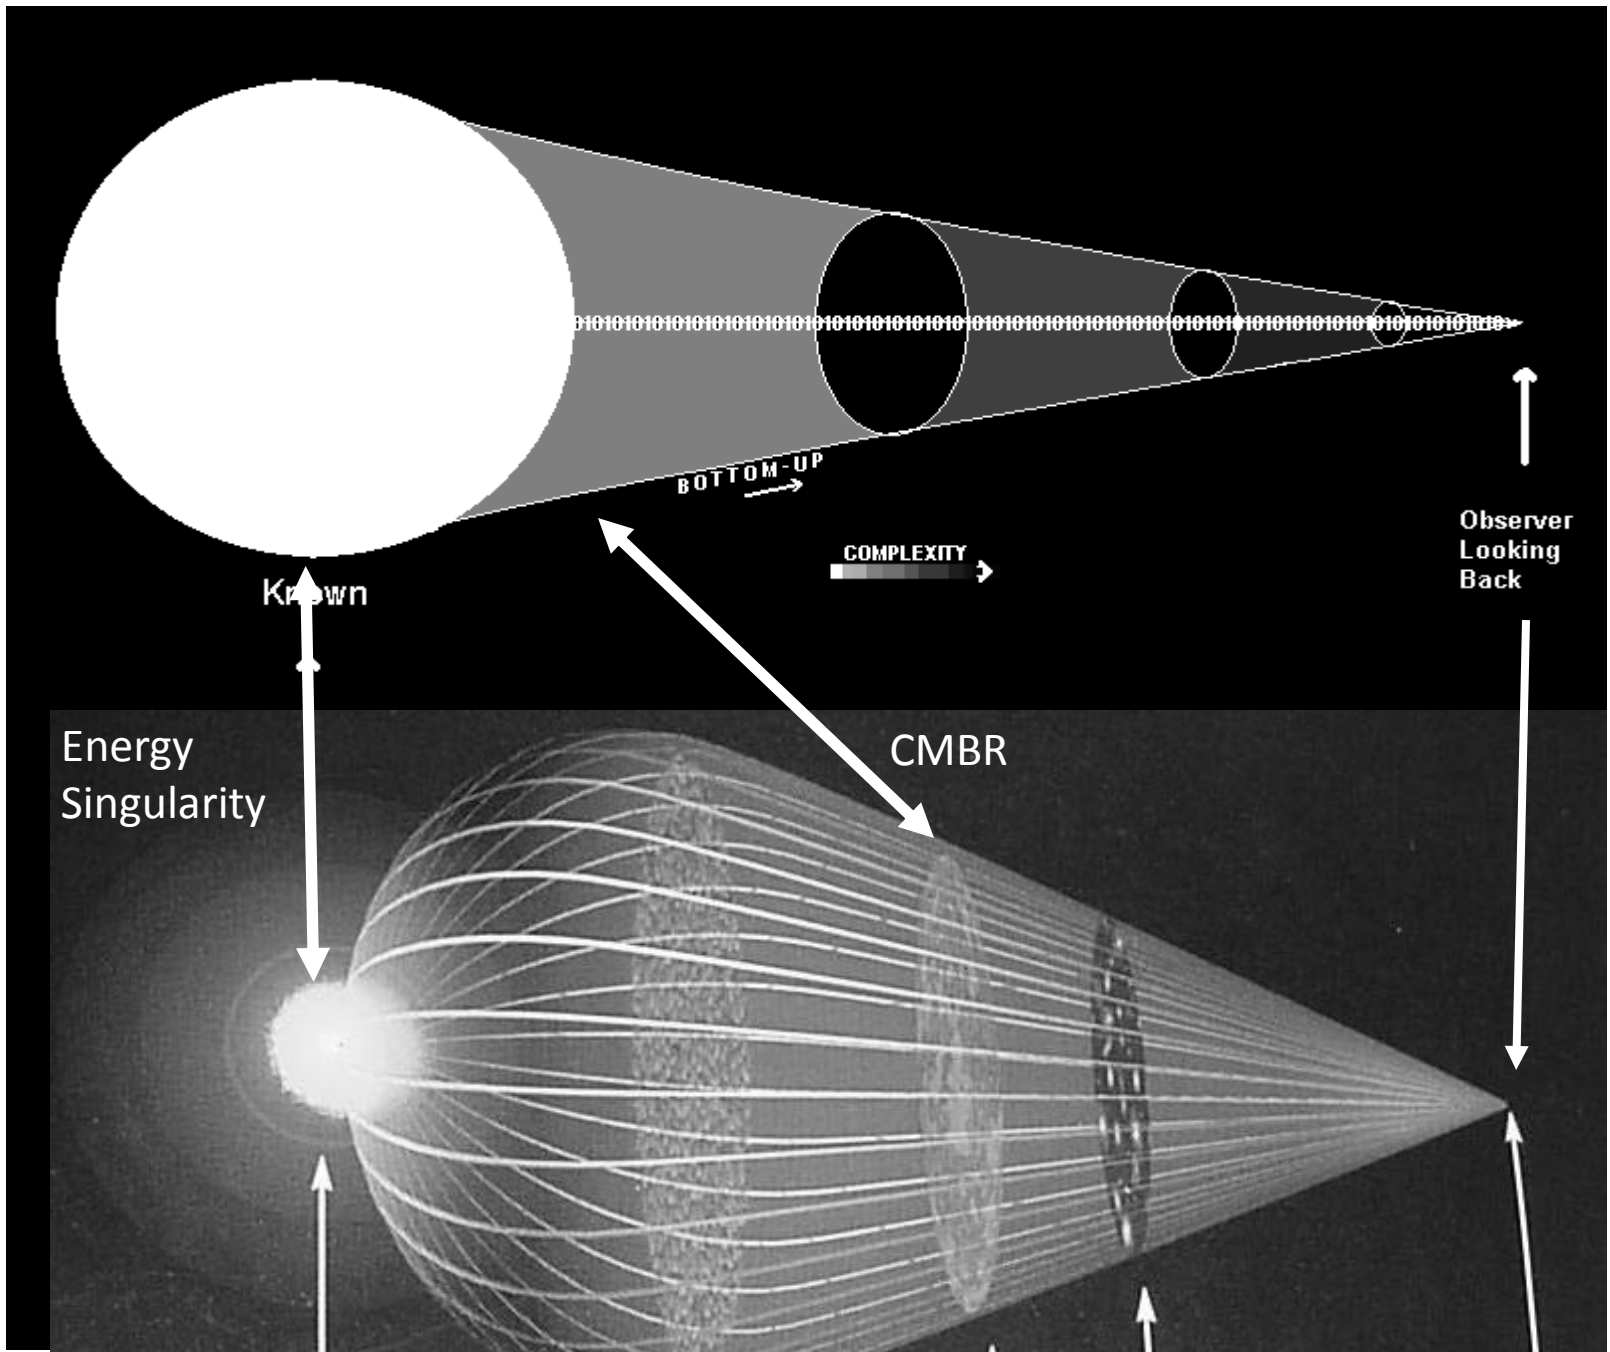 BOTTOM-UP
COMPLEXITY
Observer
Looking
Back
Known
Energy
Singularity
CMBR